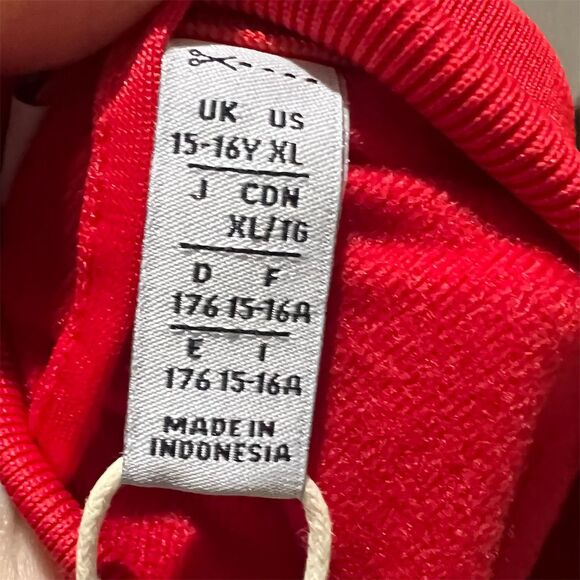 UK US
15-16Y XL
J CDN
XL/TG
D F
176 15-16A
E I
176 15-16A
MADE IN
INDONESIA